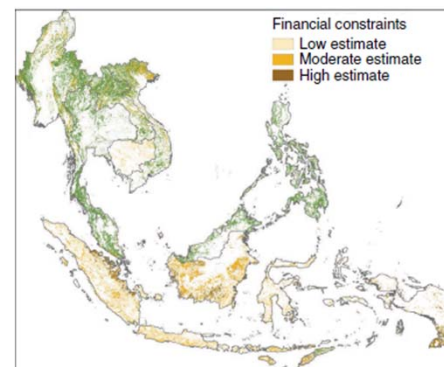 Financial constraints
Low estimate
Moderate estimate
High estimate